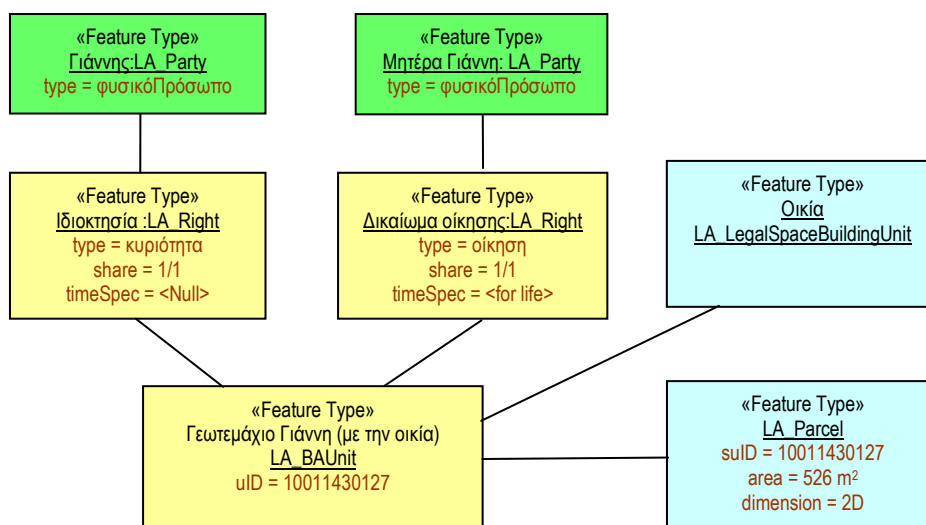 «Feature Type»
Γιάννης:LA_Party
type = φυσικόΠρόσωπο
«Feature Type»
Μητέρα Γιάννη: LA_Party
type = φυσικόΠρόσωπο
«Feature Type»
Ιδιοκτησία :LA_Right
type = κυριότητα
share = 1/1
timeSpec = <Null>
«Feature Type»
Δικαίωμα οίκησης:LA_Right
type = οίκηση
share = 1/1
timeSpec = <for life>
«Feature Type»
Οικία
LA_LegalSpaceBuildingUnit
«Feature Type»
Γεωτεμάχιο Γιάννη (με την οικία)
LA_BAUnit
uID = 10011430127
«Feature Type»
LA_Parcel
suID = 10011430127
area = 526 m²
dimension = 2D